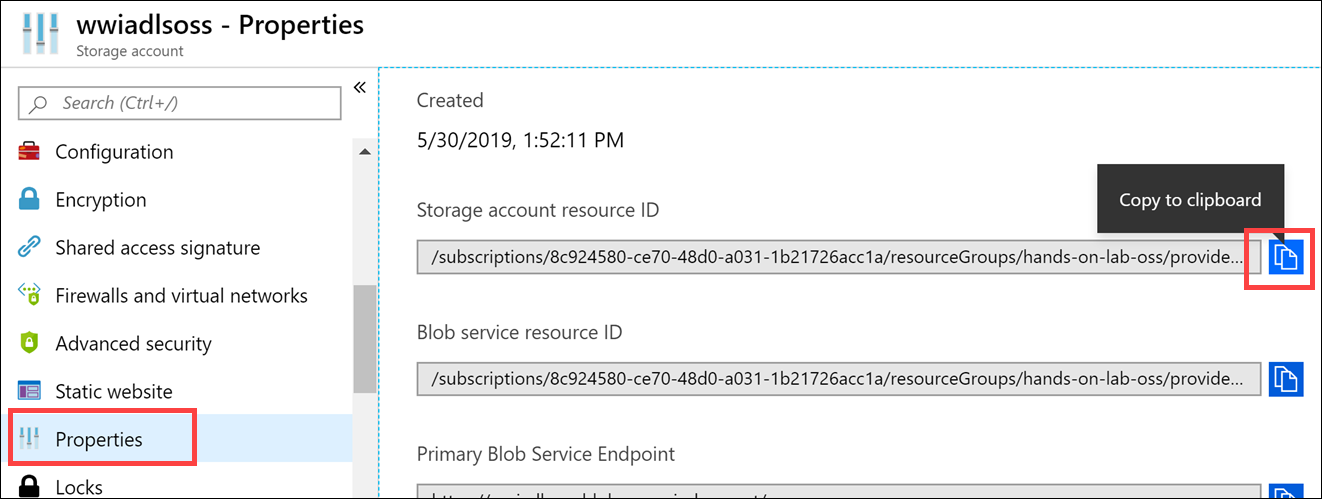 wwiadlsoss - Properties
Storage account
Search (Ctrl+/)
Configuration
Encryption
Shared access signature
Firewalls and virtual networks
Advanced security
Static website
Properties
Locks
Created
5/30/2019, 1:52:11 PM
Copy to clipboard
Storage account resource ID
/subscriptions/8c924580-ce70-48d0-a031-1b21726acc1a/resourceGroups/hands-on-lab-oss/provide...
Blob service resource ID
/subscriptions/8c924580-ce70-48d0-a031-1b21726acc1a/resourceGroups/hands-on-lab-oss/provide...
Primary Blob Service Endpoint